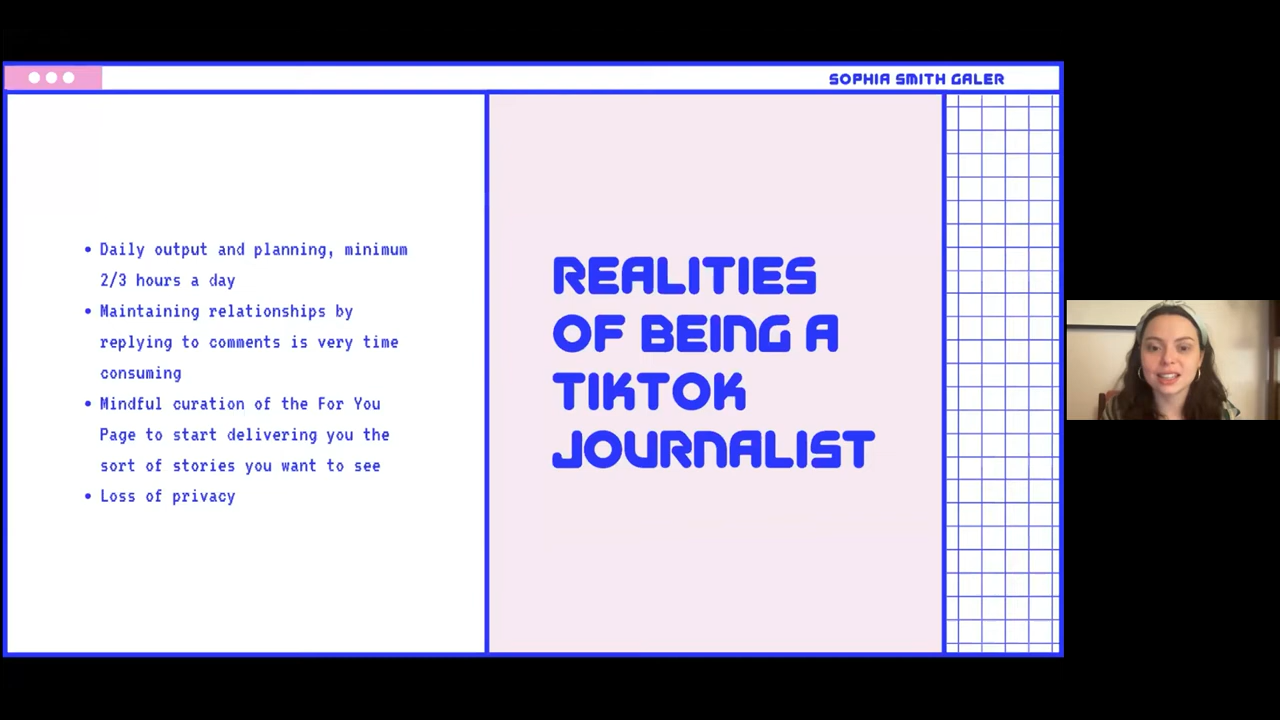 SOPHIA SMITH GALER
• Daily output and planning, minimum
2/3 hours a day
• Maintaining relationships by
replying to comments is very time
consuming
• Mindful curation of the For You
Page to start delivering you the
sort of stories you want to see
• Loss of privacy
REALITIES
OF BEING A
TIKTOK
JOURNALIST